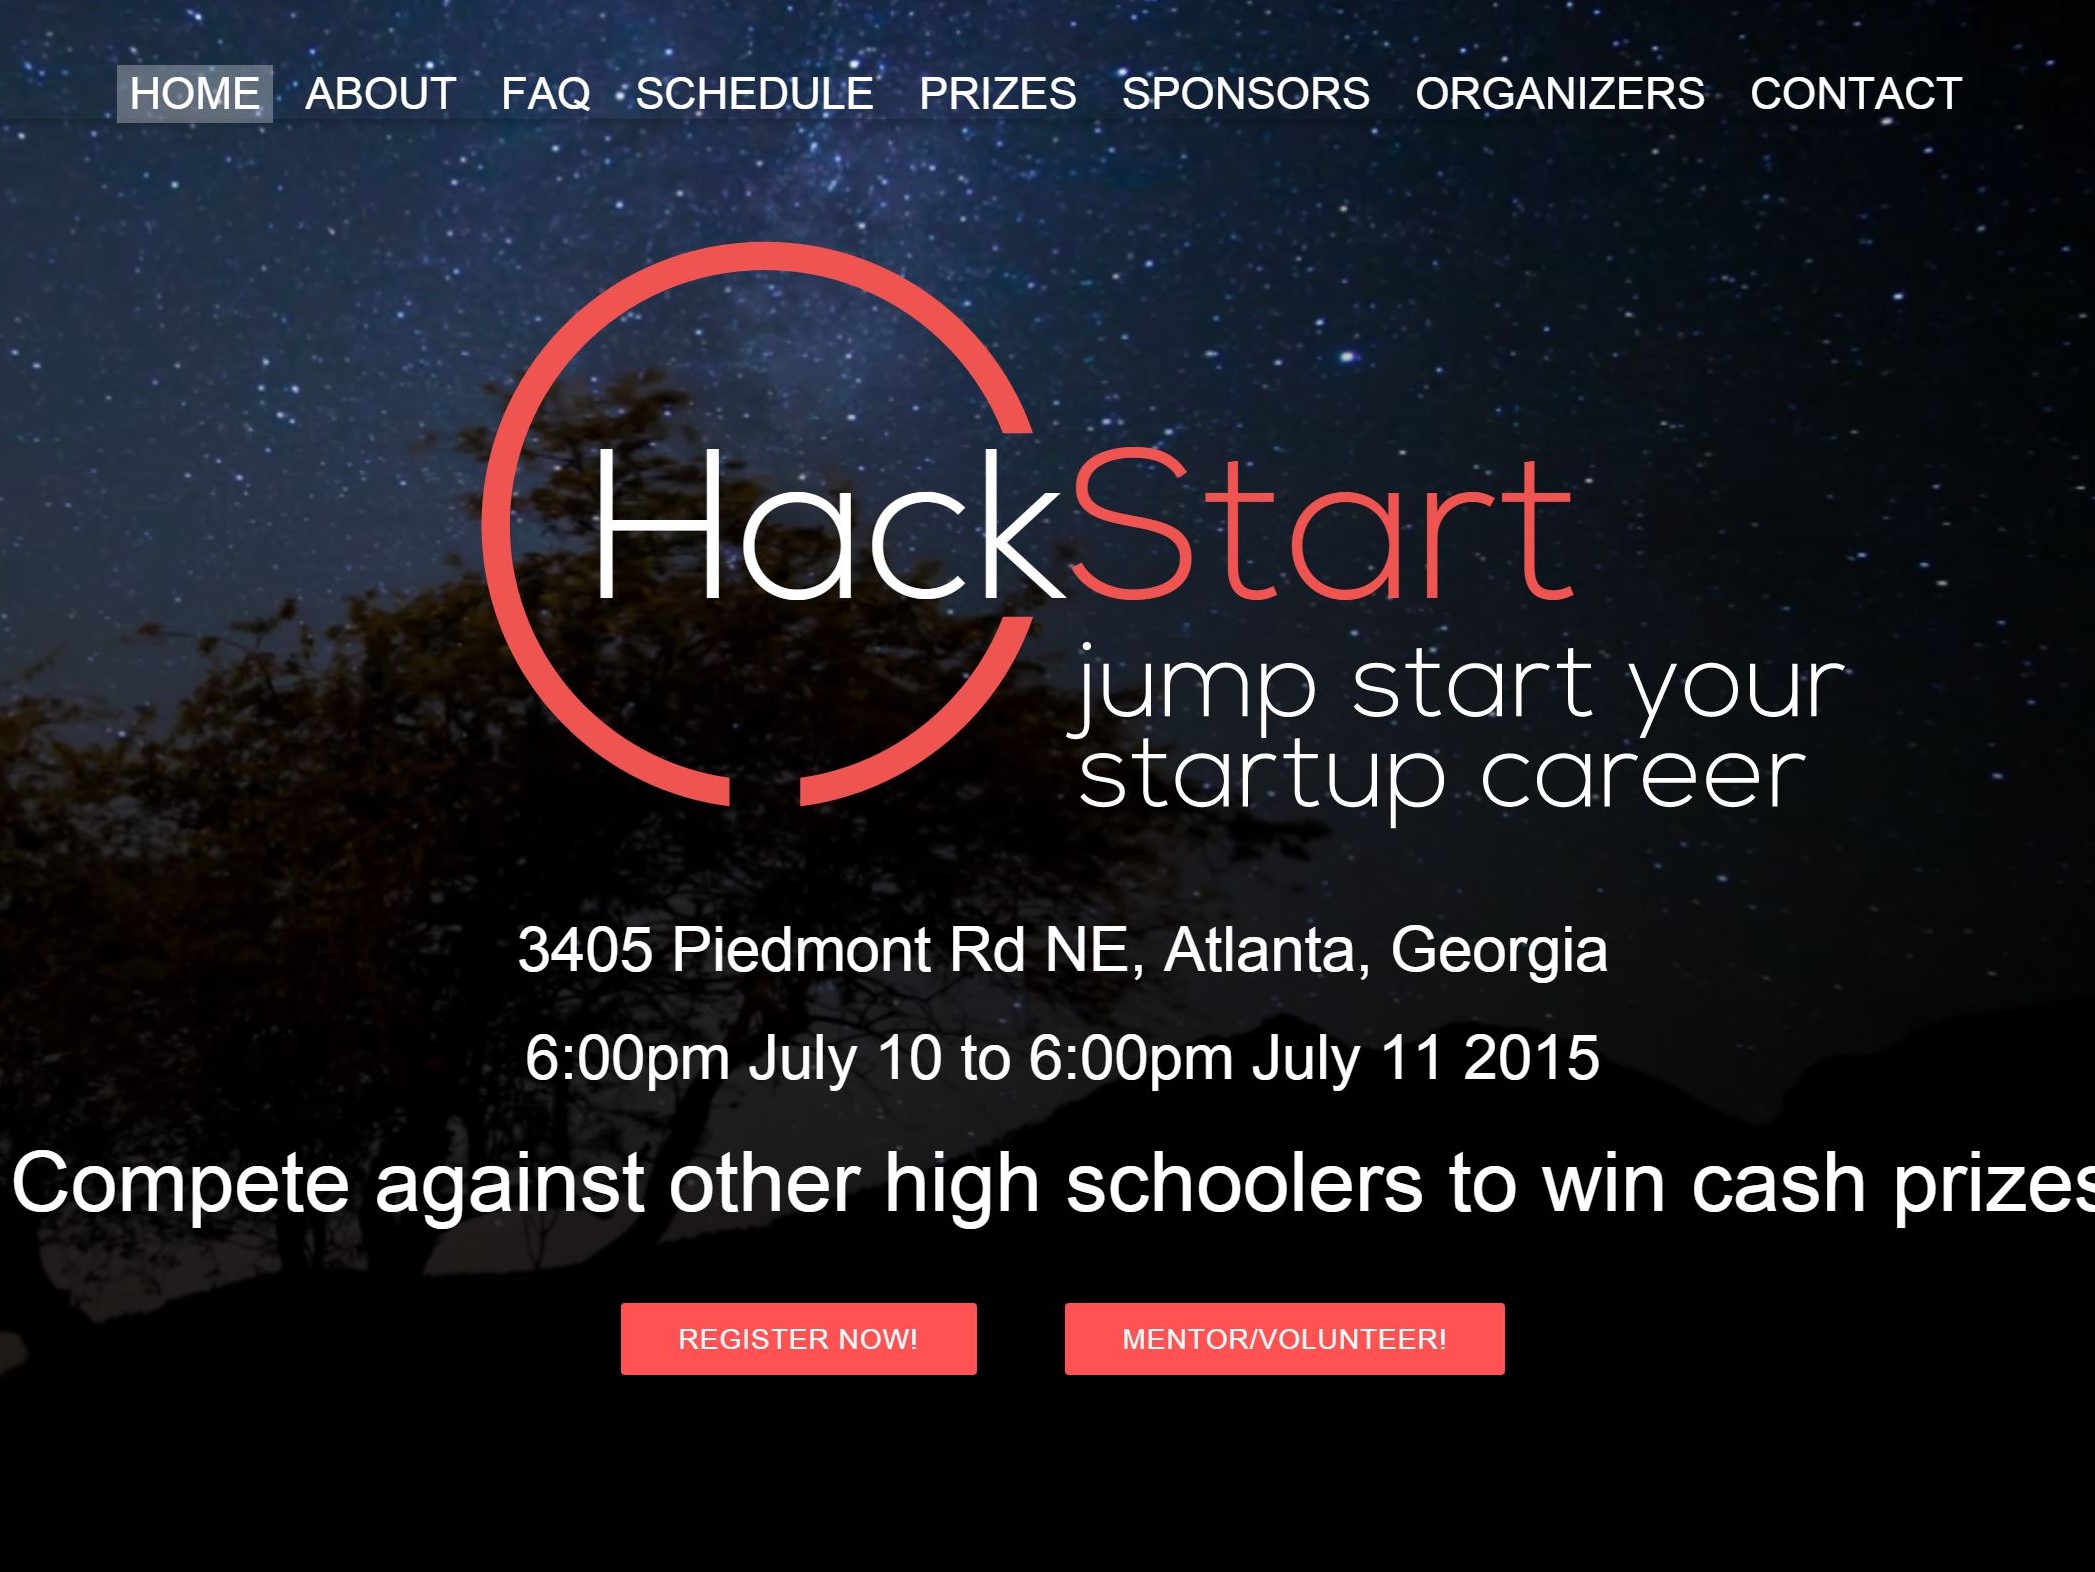 HOME ABOUT FAQ SCHEDULE PRIZES SPONSORS ORGANIZERS CONTACT
HackStart
jump start your
startup career
3405 Piedmont Rd NE, Atlanta, Georgia
6:00pm July 10 to 6:00pm July 11 2015
Compete against other high schoolers to win cash prizes
REGISTER NOW! MENTOR/VOLUNTEER!